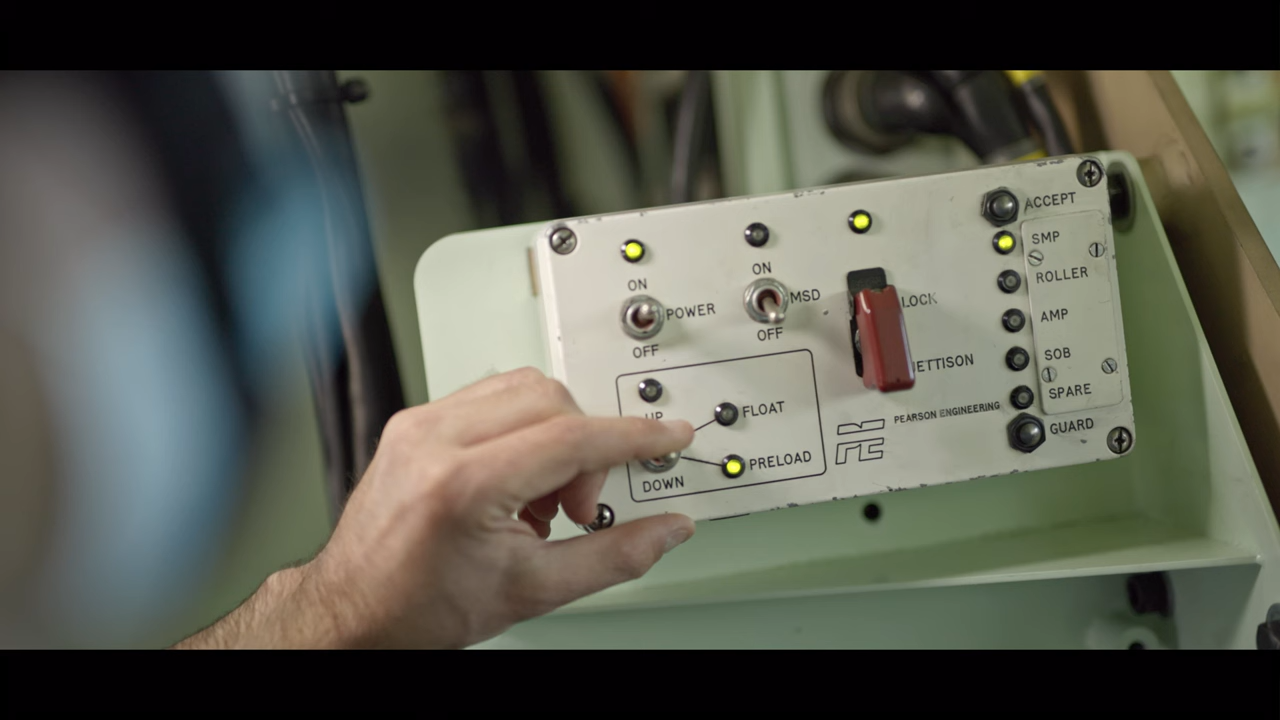 ON
POWER
OFF
ON
MSD
OFF
LOCK
JETTISON
ACCEPT
SMP
ROLLER
AMP
SOB
SPARE
GUARD
UP
FLOAT
PRELOAD
DOWN
PEARSON ENGINEERING